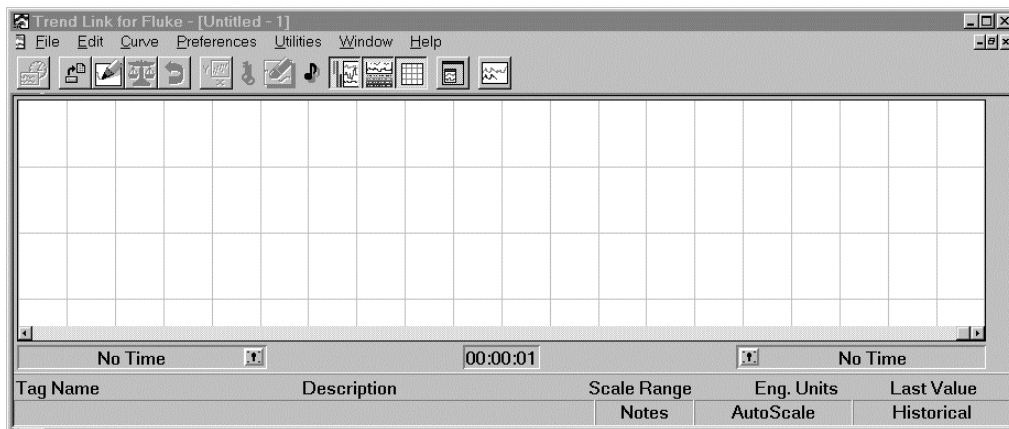 Trend Link for Fluke - [Untitled - 1]
File Edit Curve Preferences Utilities Window Help
No Time 00:00:01 No Time
Tag Name Description Scale Range Eng. Units Last Value
Notes AutoScale Historical